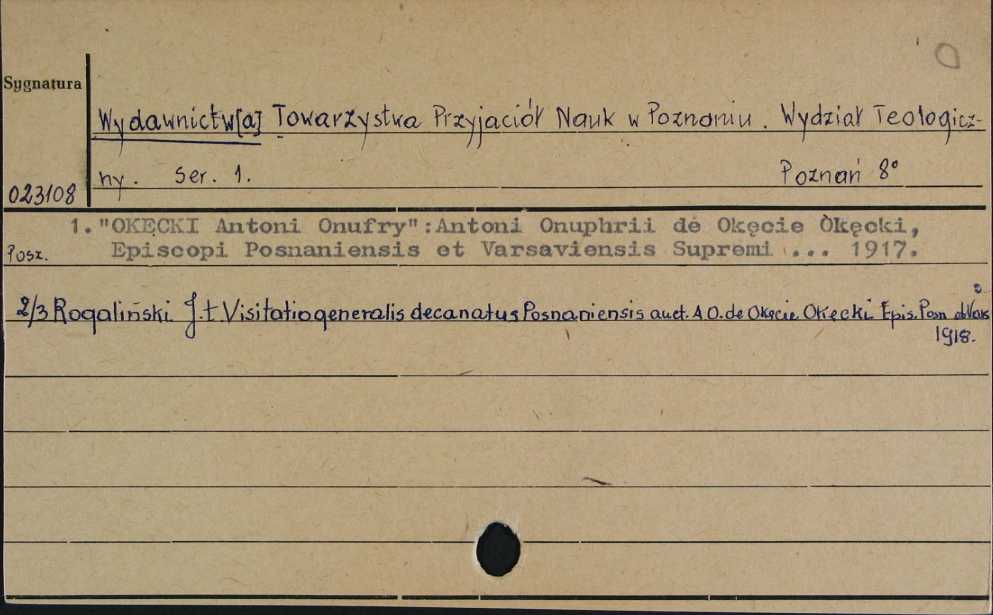 O
Sygnatura
Wydawnictw[a] Towarzystwa Przyjaciół Nauk w Poznaniu. Wydział Teologicz-
ny. Ser. 1. Poznań 8°
023108
1. "OKĘCKI Antoni Onufry": Antoni Onuphrii de Okęcie Okęcki,
Posz. Episcopi Posnaniensis et Varsaviensis Supremi ... 1917.
2/3 Rogaliński J. t. Visitatio generalis decanatus Posnaniensis auct. A O. de Okęcie Okęcki Epis. Posn et Vars
1918.